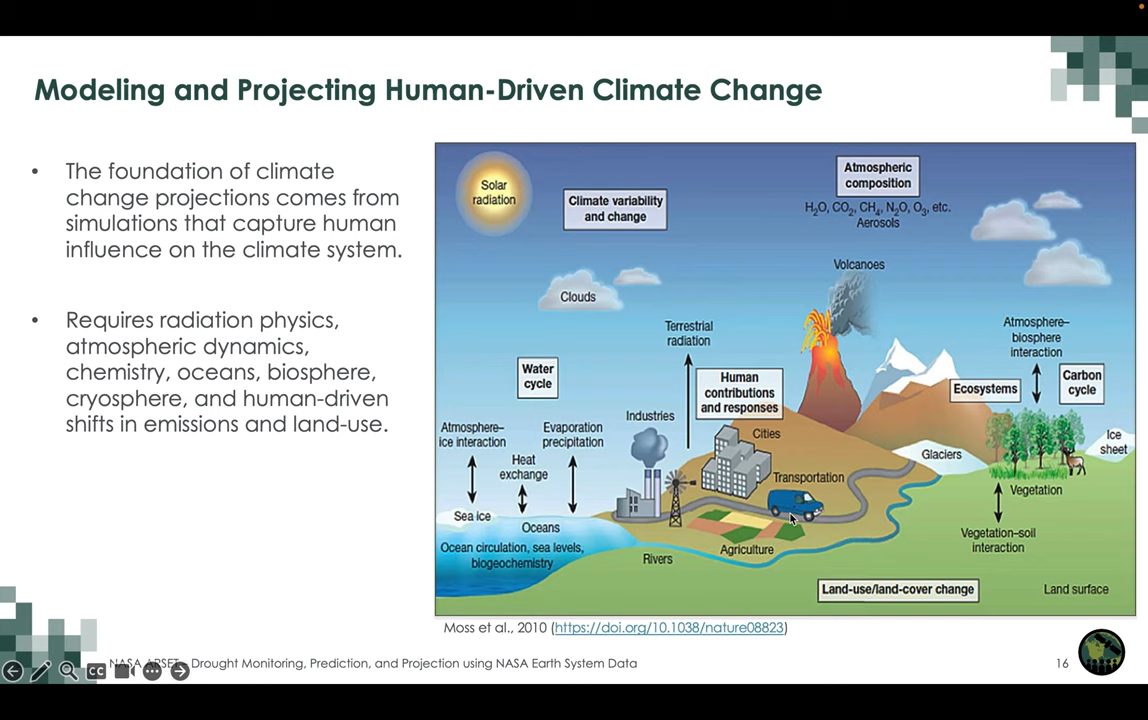 Modeling and Projecting Human-Driven Climate Change
• The foundation of climate
change projections comes from
simulations that capture human
influence on the climate system.
• Requires radiation physics,
atmospheric dynamics,
chemistry, oceans, biosphere,
cryosphere, and human-driven
shifts in emissions and land-use.
Solar
radiation
Climate variability
and change
Atmospheric
composition
H₂O, CO₂, CH₄, N₂O, O₃, etc.
Aerosols
Clouds
Volcanoes
Terrestrial
radiation
Atmosphere–
biosphere
interaction
Water
cycle
Human
contributions
and responses
Ecosystems
Carbon
cycle
Atmosphere–
ice interaction
Evaporation
precipitation
Heat
exchange
Industries
Cities
Transportation
Glaciers
Ice
sheet
Vegetation
Sea ice
Oceans
Ocean circulation, sea levels,
biogeochemistry
Rivers
Agriculture
Vegetation–soil
interaction
Land-use/land-cover change
Land surface
Moss et al., 2010 (https://doi.org/10.1038/nature08823)
NASA ARSET – Drought Monitoring, Prediction, and Projection using NASA Earth System Data
16
CC